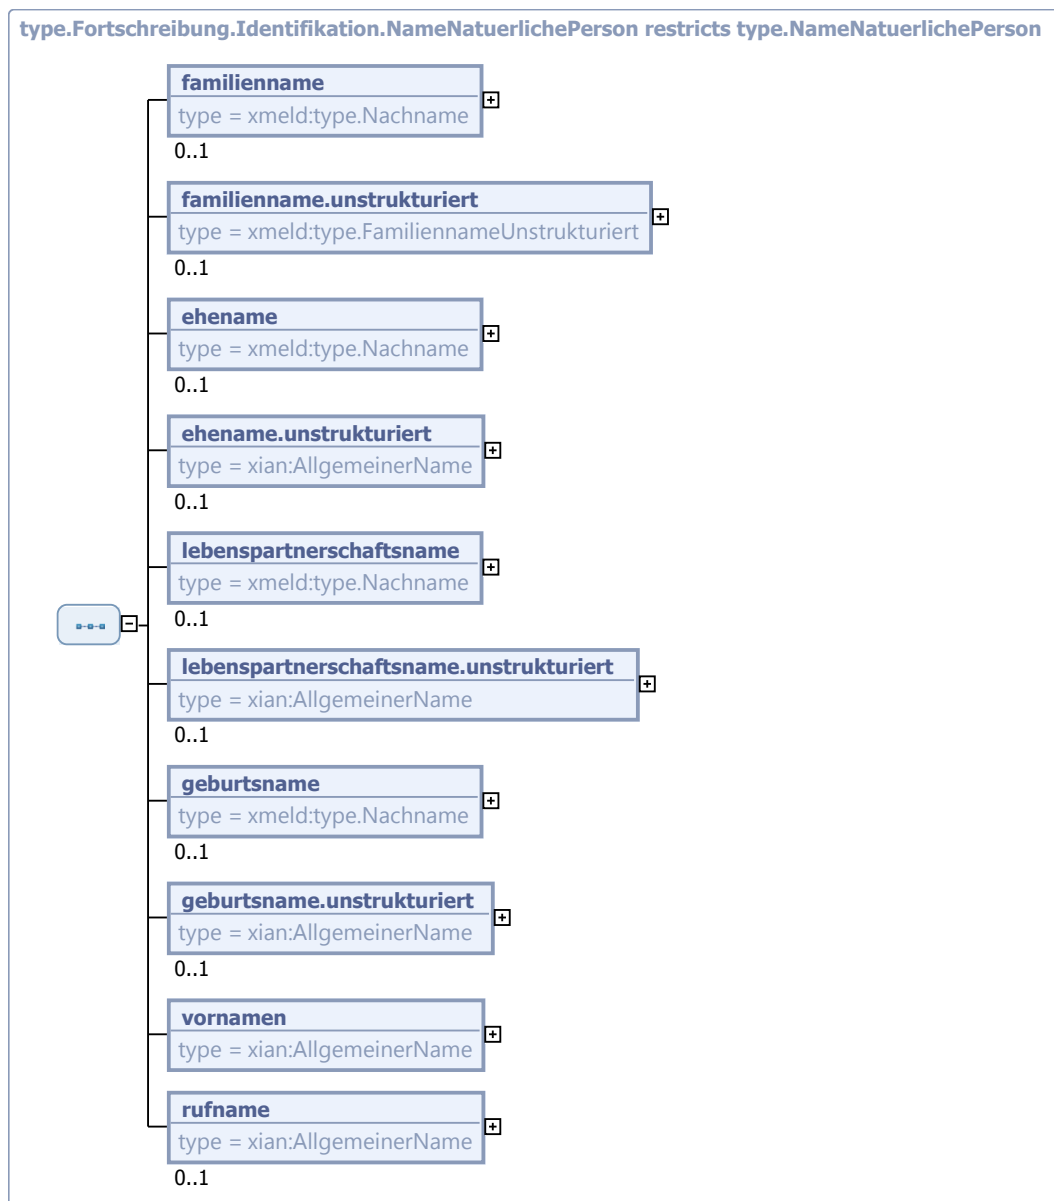 type.Fortschreibung.Identifikation.NameNatuerlichePerson restricts type.NameNatuerlichePerson
familienname
type = xmeld:type.Nachname
0..1
familienname.unstrukturiert
type = xmeld:type.FamiliennameUnstrukturiert
0..1
ehename
type = xmeld:type.Nachname
0..1
ehename.unstrukturiert
type = xian:AllgemeinerName
0..1
lebenspartnerschaftsname
type = xmeld:type.Nachname
0..1
lebenspartnerschaftsname.unstrukturiert
type = xian:AllgemeinerName
0..1
geburtsname
type = xmeld:type.Nachname
0..1
geburtsname.unstrukturiert
type = xian:AllgemeinerName
0..1
vornamen
type = xian:AllgemeinerName
rufname
type = xian:AllgemeinerName
0..1